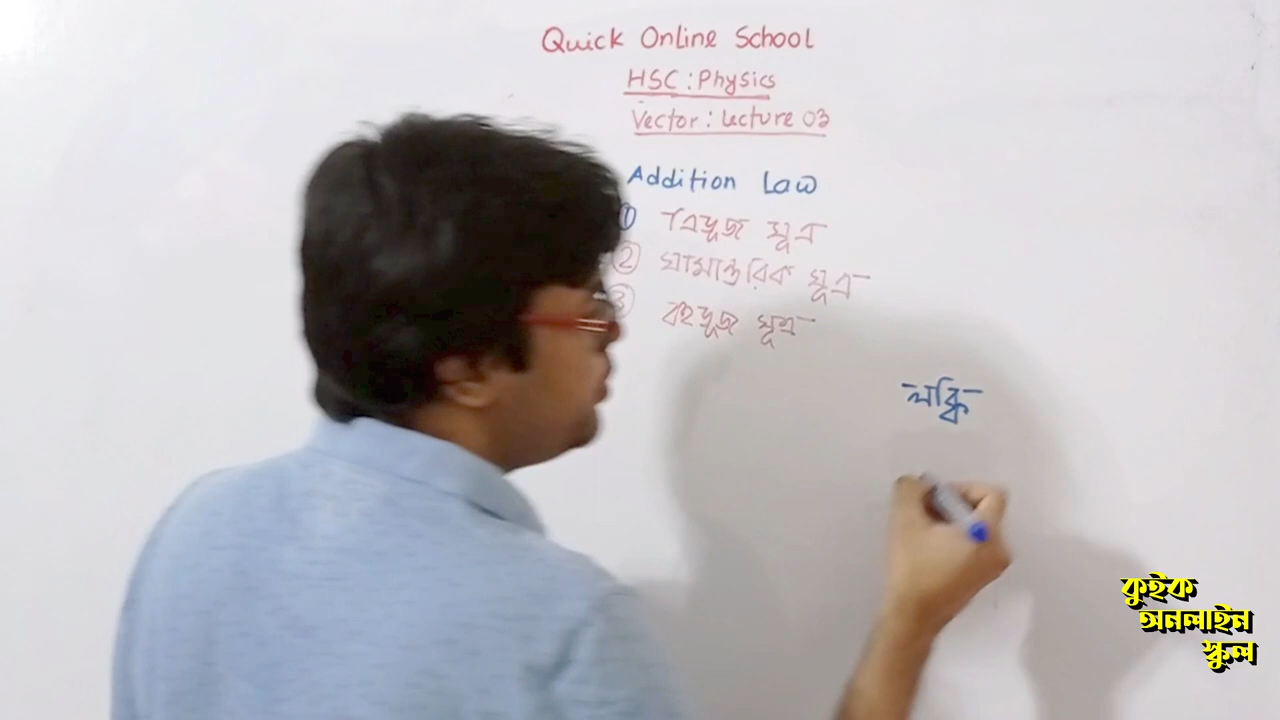 Quick Online School
HSC : Physics
Vector : Lecture 03
Addition Law
① ত্রিভূজ সূত্র
② সামান্তরিক সূত্র
③ বহুভূজ সূত্র
লব্ধি
কুইক
অনলাইন
স্কুল